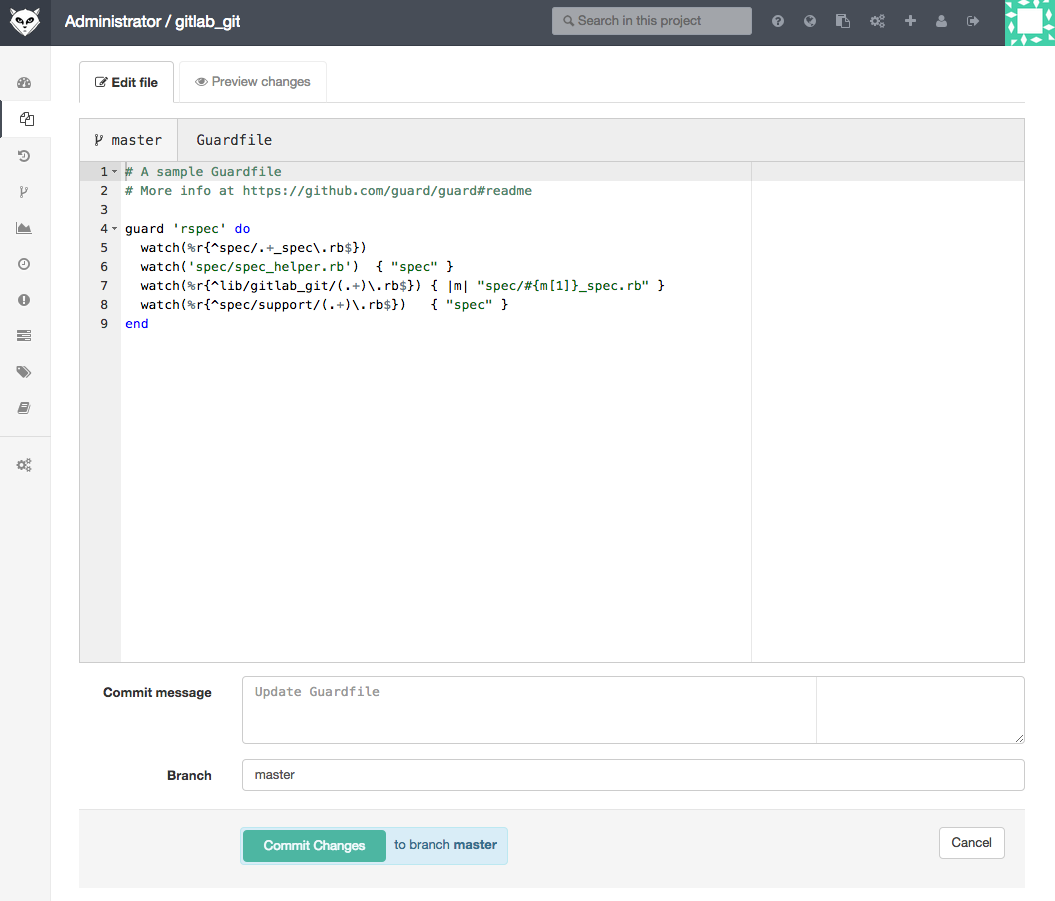 Administrator / gitlab_git
Search in this project
Edit file
Preview changes
master
Guardfile
1 # A sample Guardfile
2 # More info at https://github.com/guard/guard#readme
3
4 guard 'rspec' do
5   watch(%r{^spec/.+_spec\.rb$})
6   watch('spec/spec_helper.rb')  { "spec" }
7   watch(%r{^lib/gitlab_git/(.+)\.rb$}) { |m| "spec/#{m[1]}_spec.rb" }
8   watch(%r{^spec/support/(.+)\.rb$})   { "spec" }
9 end
Commit message
Update Guardfile
Branch
master
Commit Changes to branch master
Cancel